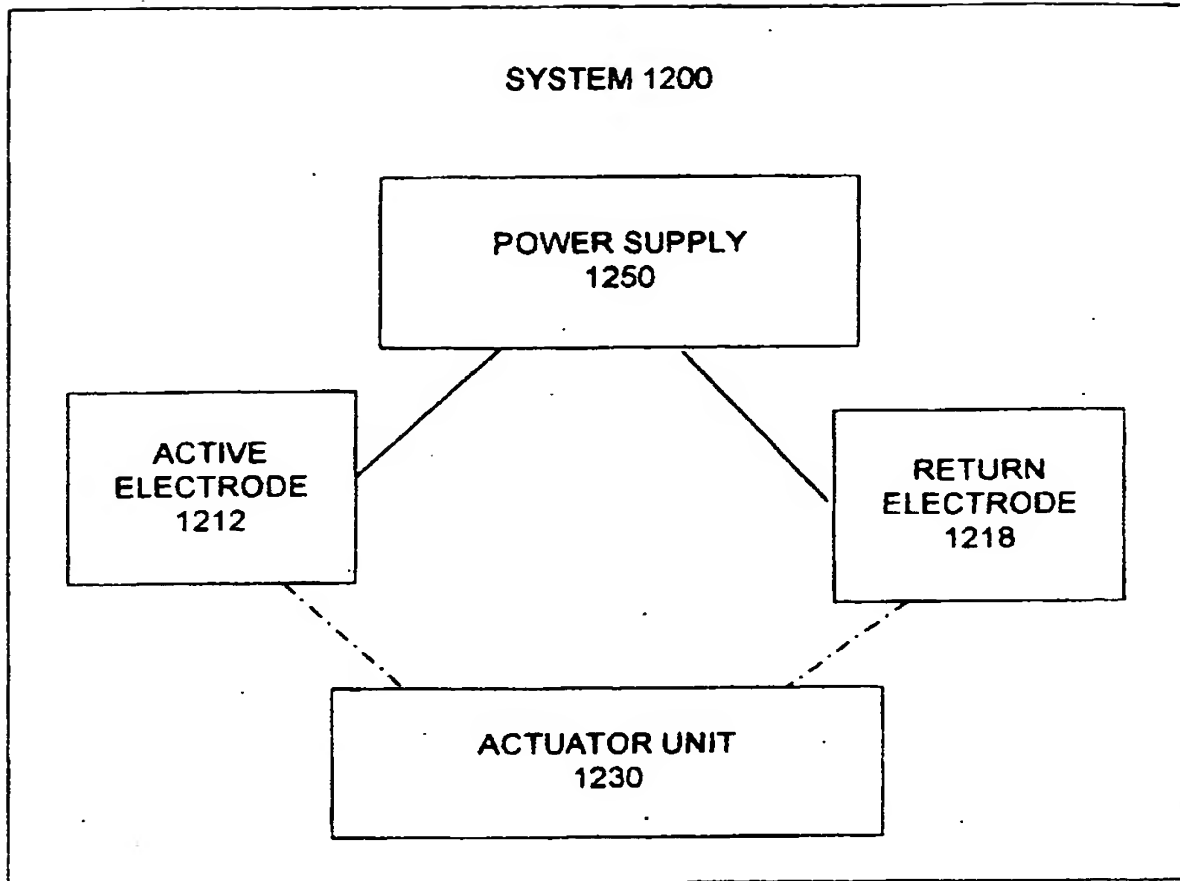 SYSTEM 1200
POWER SUPPLY
1250
ACTIVE
ELECTRODE
1212
RETURN
ELECTRODE
1218
ACTUATOR UNIT
1230